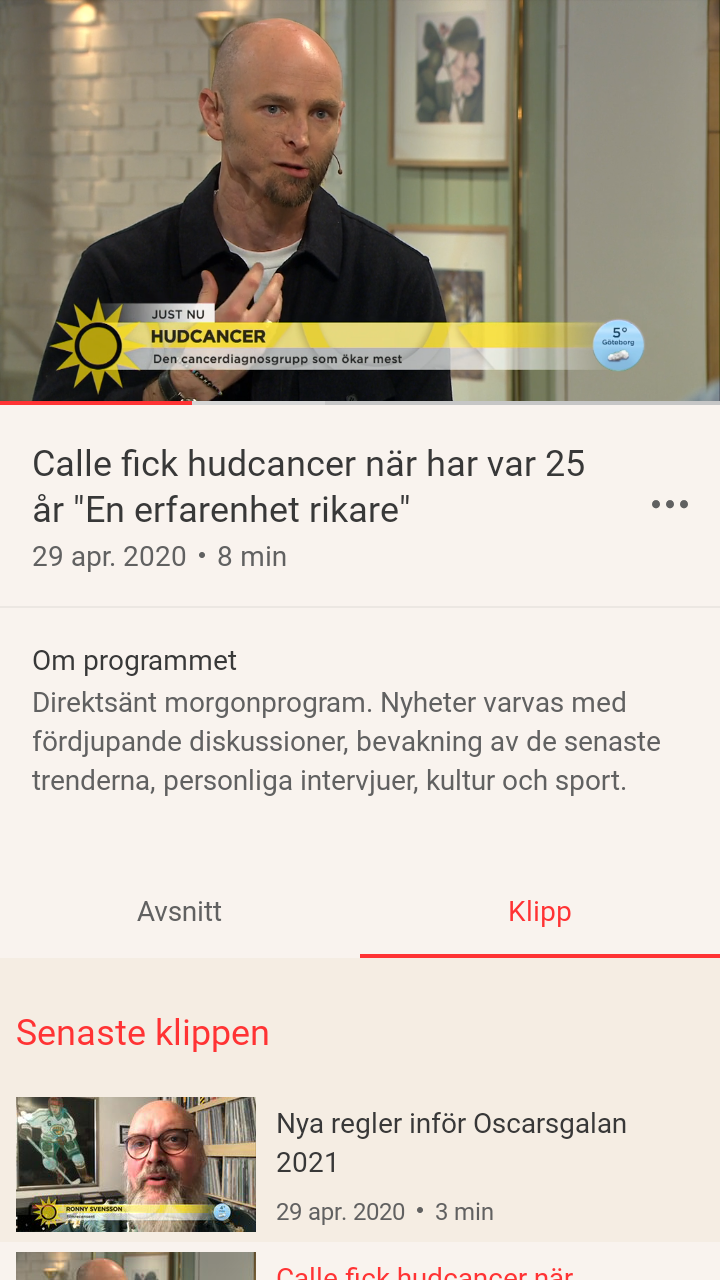 JUST NU
HUDCANCER
Den cancerdiagnosgrupp som ökar mest
5°
Göteborg
Calle fick hudcancer när har var 25
år "En erfarenhet rikare"
29 apr. 2020 • 8 min
Om programmet
Direktsänt morgonprogram. Nyheter varvas med
fördjupande diskussioner, bevakning av de senaste
trenderna, personliga intervjuer, kultur och sport.
Avsnitt
Klipp
Senaste klippen
RONNY SVENSSON
Nya regler inför Oscarsgalan
2021
29 apr. 2020 • 3 min
Calle fick hudcancer när